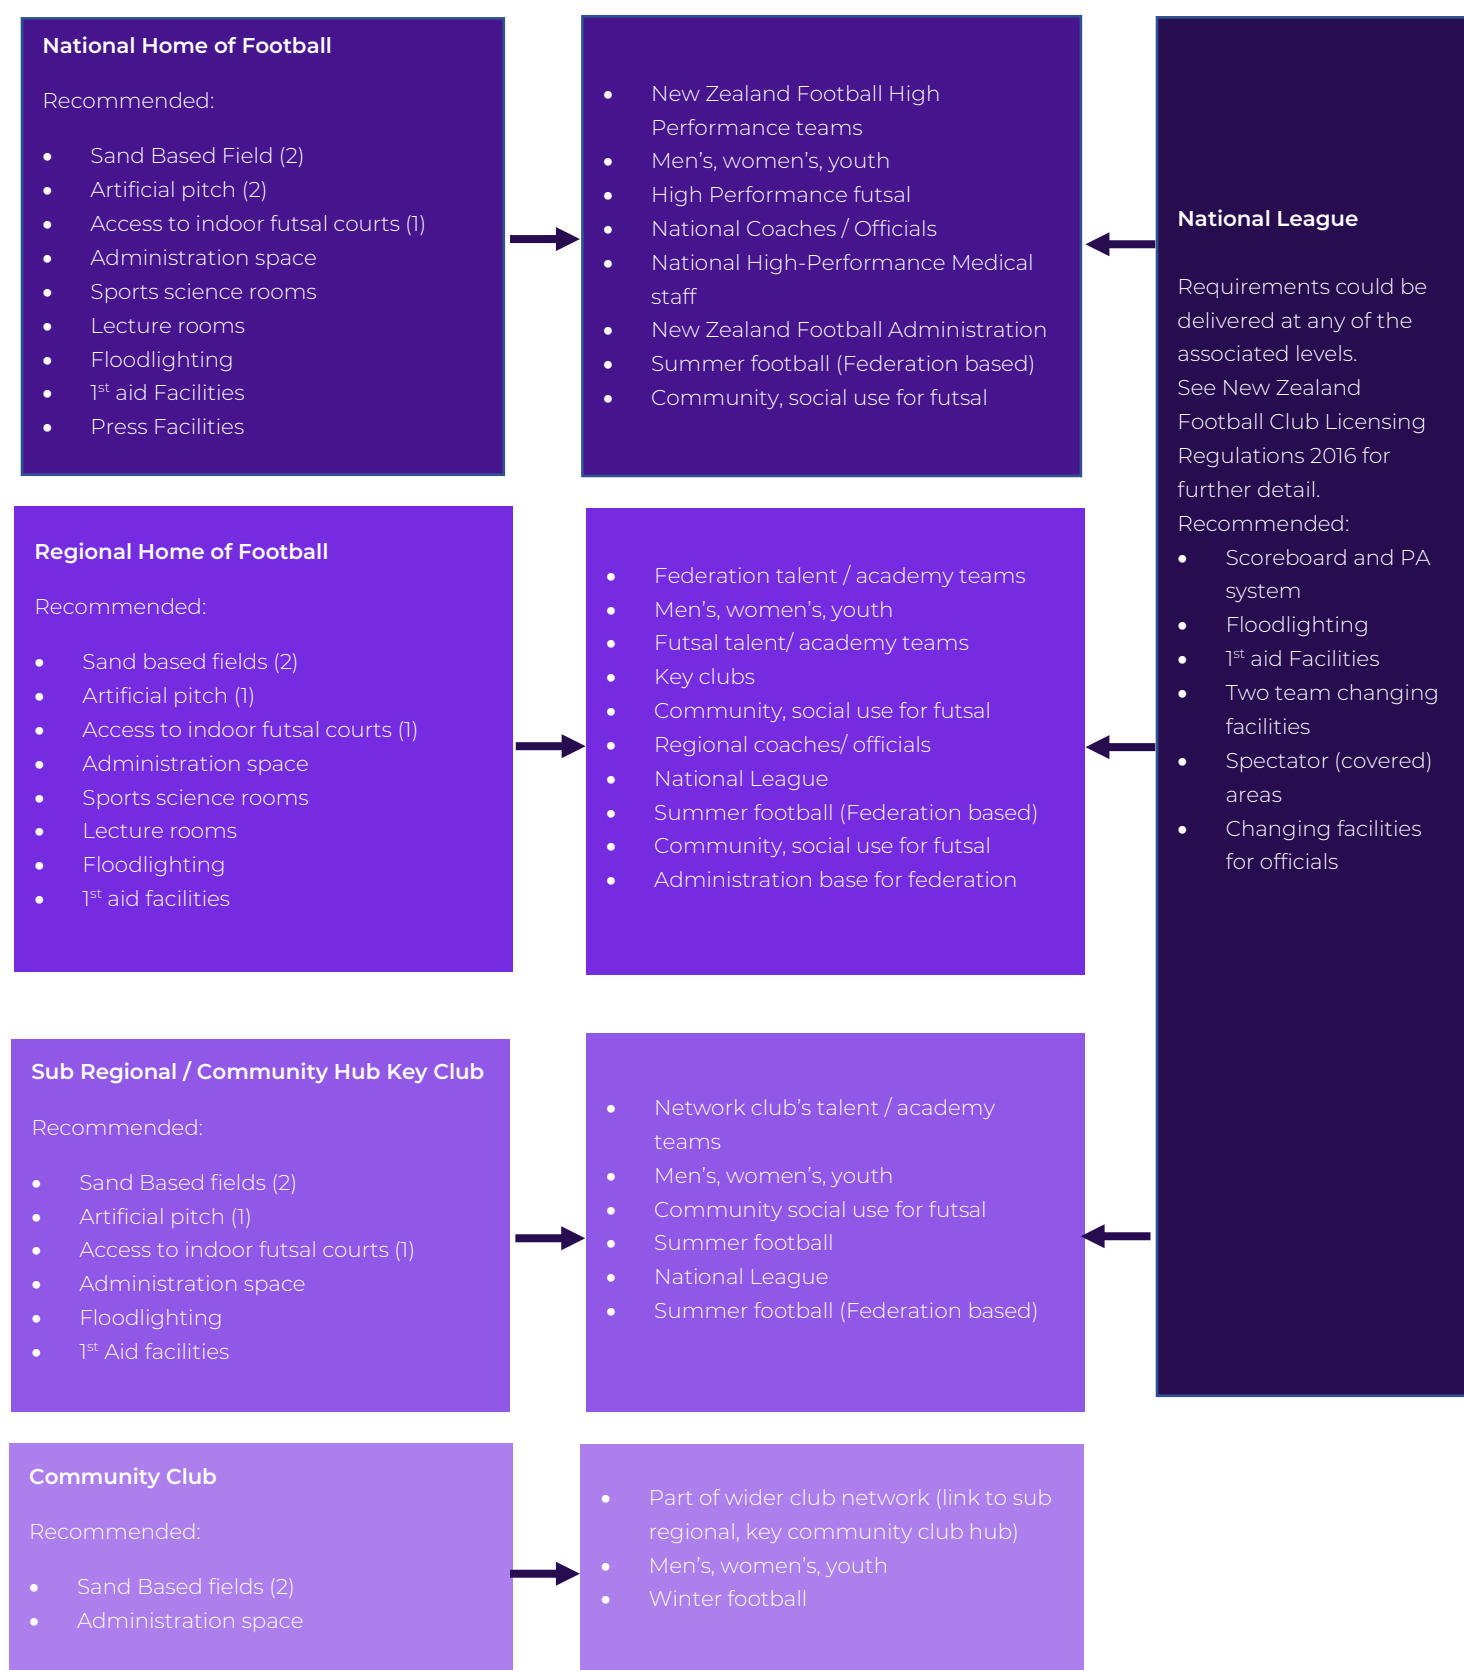 National Home of Football
Recommended:
• Sand Based Field (2)
• Artificial pitch (2)
• Access to indoor futsal courts (1)
• Administration space
• Sports science rooms
• Lecture rooms
• Floodlighting
• 1st aid Facilities
• Press Facilities
• New Zealand Football High
Performance teams
• Men’s, women’s, youth
• High Performance futsal
• National Coaches / Officials
• National High-Performance Medical
staff
• New Zealand Football Administration
• Summer football (Federation based)
• Community, social use for futsal
National League
Requirements could be
delivered at any of the
associated levels.
See New Zealand
Football Club Licensing
Regulations 2016 for
further detail.
Recommended:
• Scoreboard and PA
system
• Floodlighting
• 1st aid Facilities
• Two team changing
facilities
• Spectator (covered)
areas
• Changing facilities
for officials
Regional Home of Football
Recommended:
• Sand based fields (2)
• Artificial pitch (1)
• Access to indoor futsal courts (1)
• Administration space
• Sports science rooms
• Lecture rooms
• Floodlighting
• 1st aid facilities
• Federation talent / academy teams
• Men’s, women’s, youth
• Futsal talent/ academy teams
• Key clubs
• Community, social use for futsal
• Regional coaches/ officials
• National League
• Summer football (Federation based)
• Community, social use for futsal
• Administration base for federation
Sub Regional / Community Hub Key Club
Recommended:
• Sand Based fields (2)
• Artificial pitch (1)
• Access to indoor futsal courts (1)
• Administration space
• Floodlighting
• 1st Aid facilities
• Network club’s talent / academy
teams
• Men’s, women’s, youth
• Community social use for futsal
• Summer football
• National League
• Summer football (Federation based)
Community Club
Recommended:
• Sand Based fields (2)
• Administration space
• Part of wider club network (link to sub
regional, key community club hub)
• Men’s, women’s, youth
• Winter football